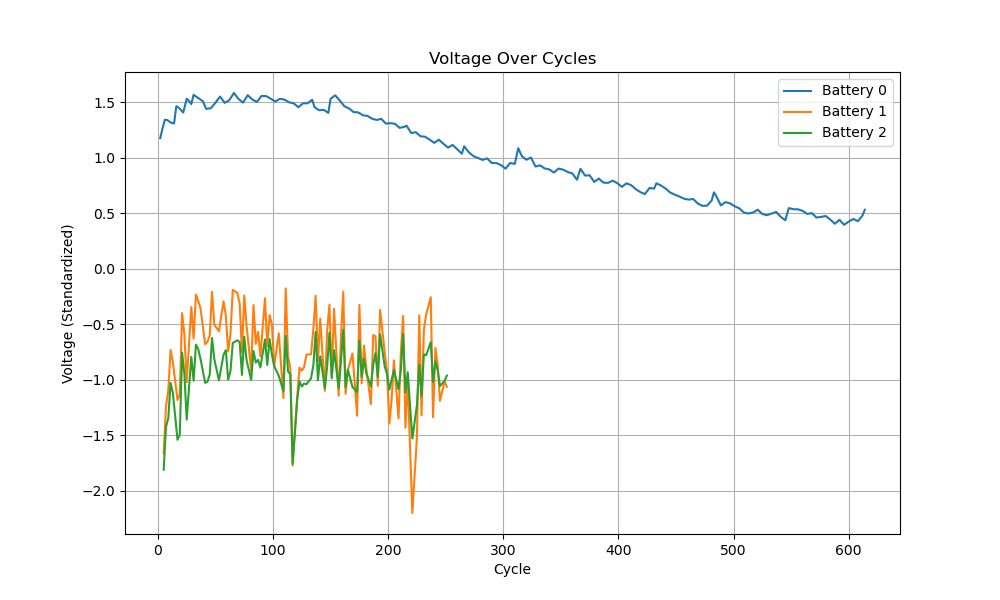 Voltage Over Cycles
Battery 0
Battery 1
Battery 2
Voltage (Standardized)
1.5
1.0
0.5
0.0
−0.5
−1.0
−1.5
−2.0
0 100 200 300 400 500 600
Cycle